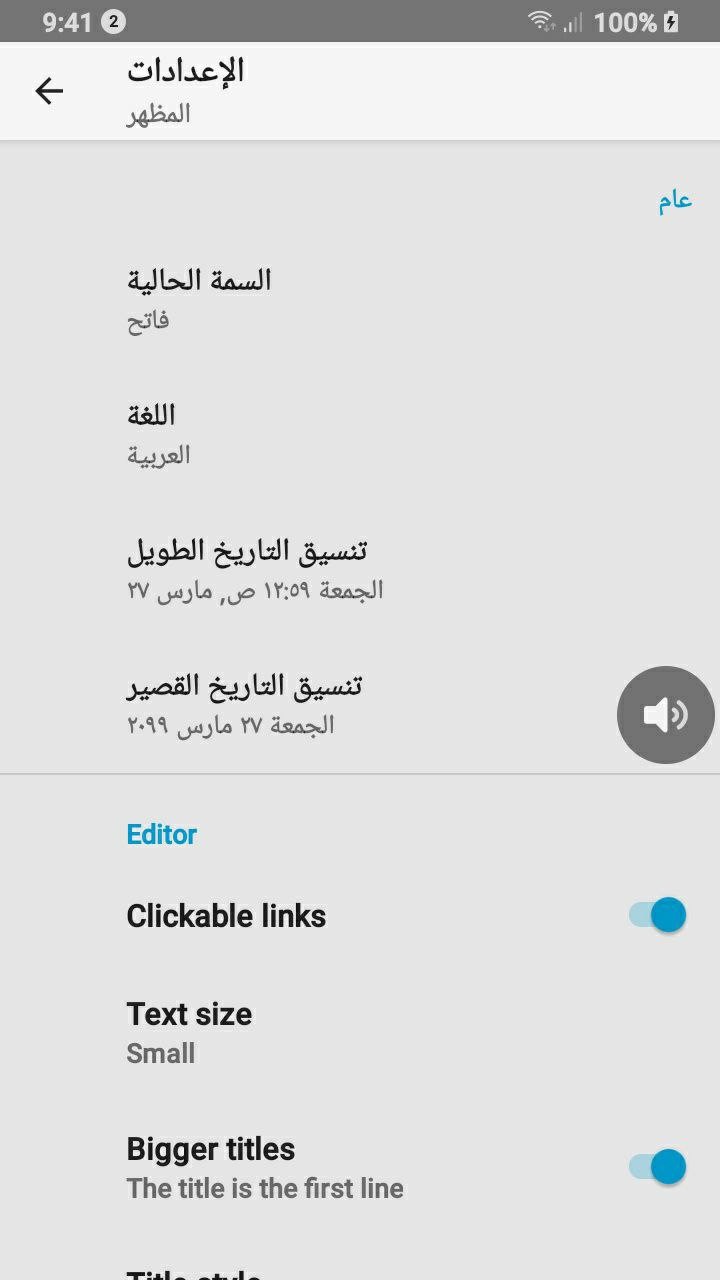 9:41 2 100%
الإعدادات
المظهر
عام
السمة الحالية
فاتح
اللغة
العربية
تنسيق التاريخ الطويل
الجمعة ١٢:٥٩ ص, مارس ٢٧
تنسيق التاريخ القصير
الجمعة ٢٧ مارس ٢٠٩٩
Editor
Clickable links
Text size
Small
Bigger titles
The title is the first line
Title style